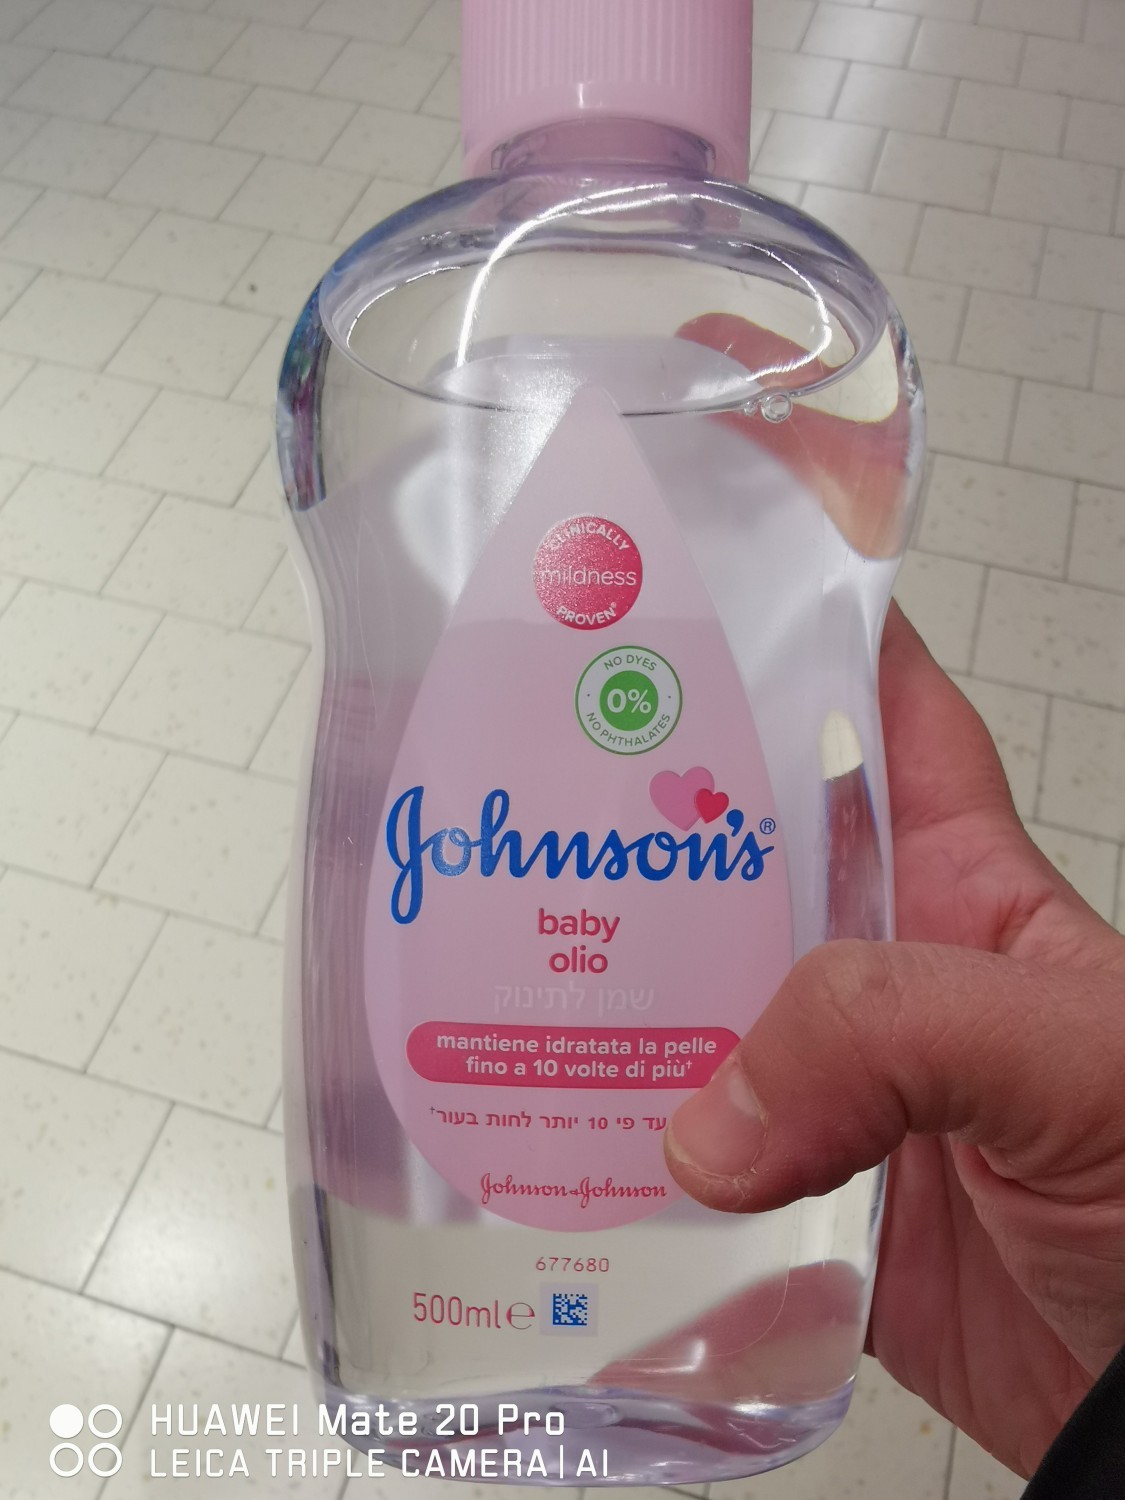 CLINICALLY
mildness
PROVEN®
NO DYES
0%
NO PHTHALATES
Johnson's®
baby
olio
שמן לתינוק
mantiene idratata la pelle
fino a 10 volte di più†
עד פי 10 יותר לחות בעור†
Johnson & Johnson
677680
500ml ℮
HUAWEI Mate 20 Pro
LEICA TRIPLE CAMERA | AI